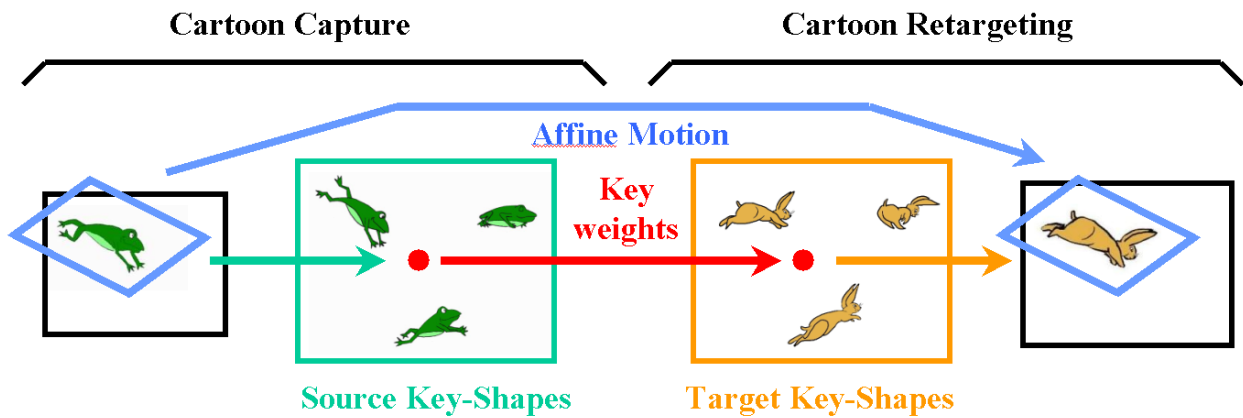 Cartoon Capture
Cartoon Retargeting
Affine Motion
Key
weights
Source Key-Shapes
Target Key-Shapes